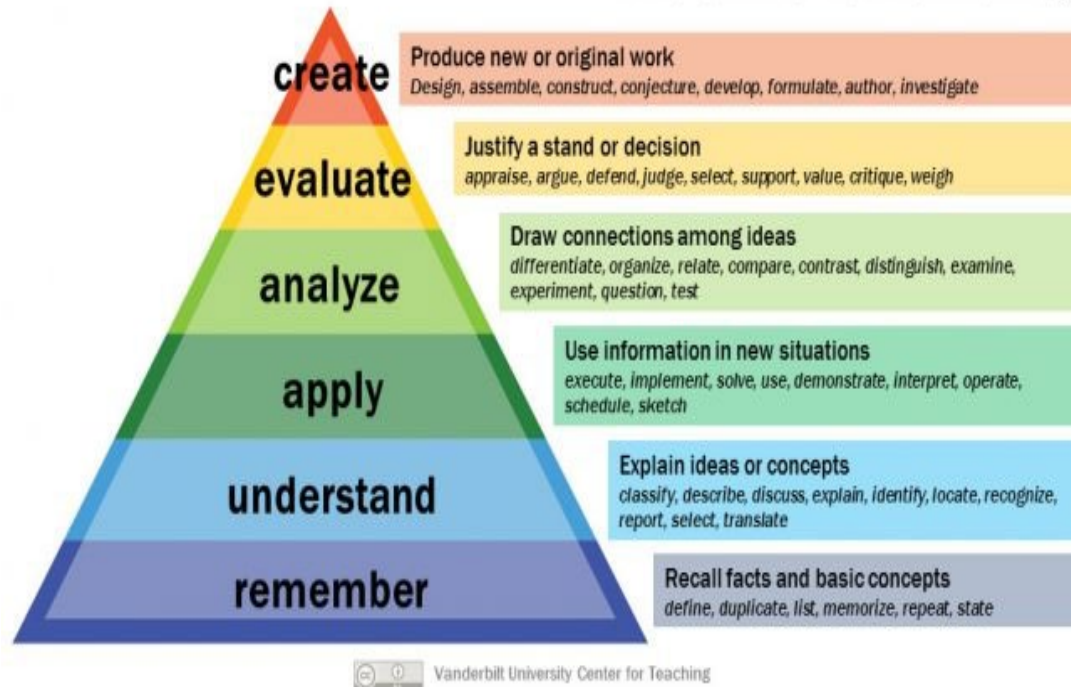 create
Produce new or original work
Design, assemble, construct, conjecture, develop, formulate, author, investigate
evaluate
Justify a stand or decision
appraise, argue, defend, judge, select, support, value, critique, weigh
analyze
Draw connections among ideas
differentiate, organize, relate, compare, contrast, distinguish, examine,
experiment, question, test
apply
Use information in new situations
execute, implement, solve, use, demonstrate, interpret, operate,
schedule, sketch
understand
Explain ideas or concepts
classify, describe, discuss, explain, identify, locate, recognize,
report, select, translate
remember
Recall facts and basic concepts
define, duplicate, list, memorize, repeat, state
cc
Vanderbilt University Center for Teaching